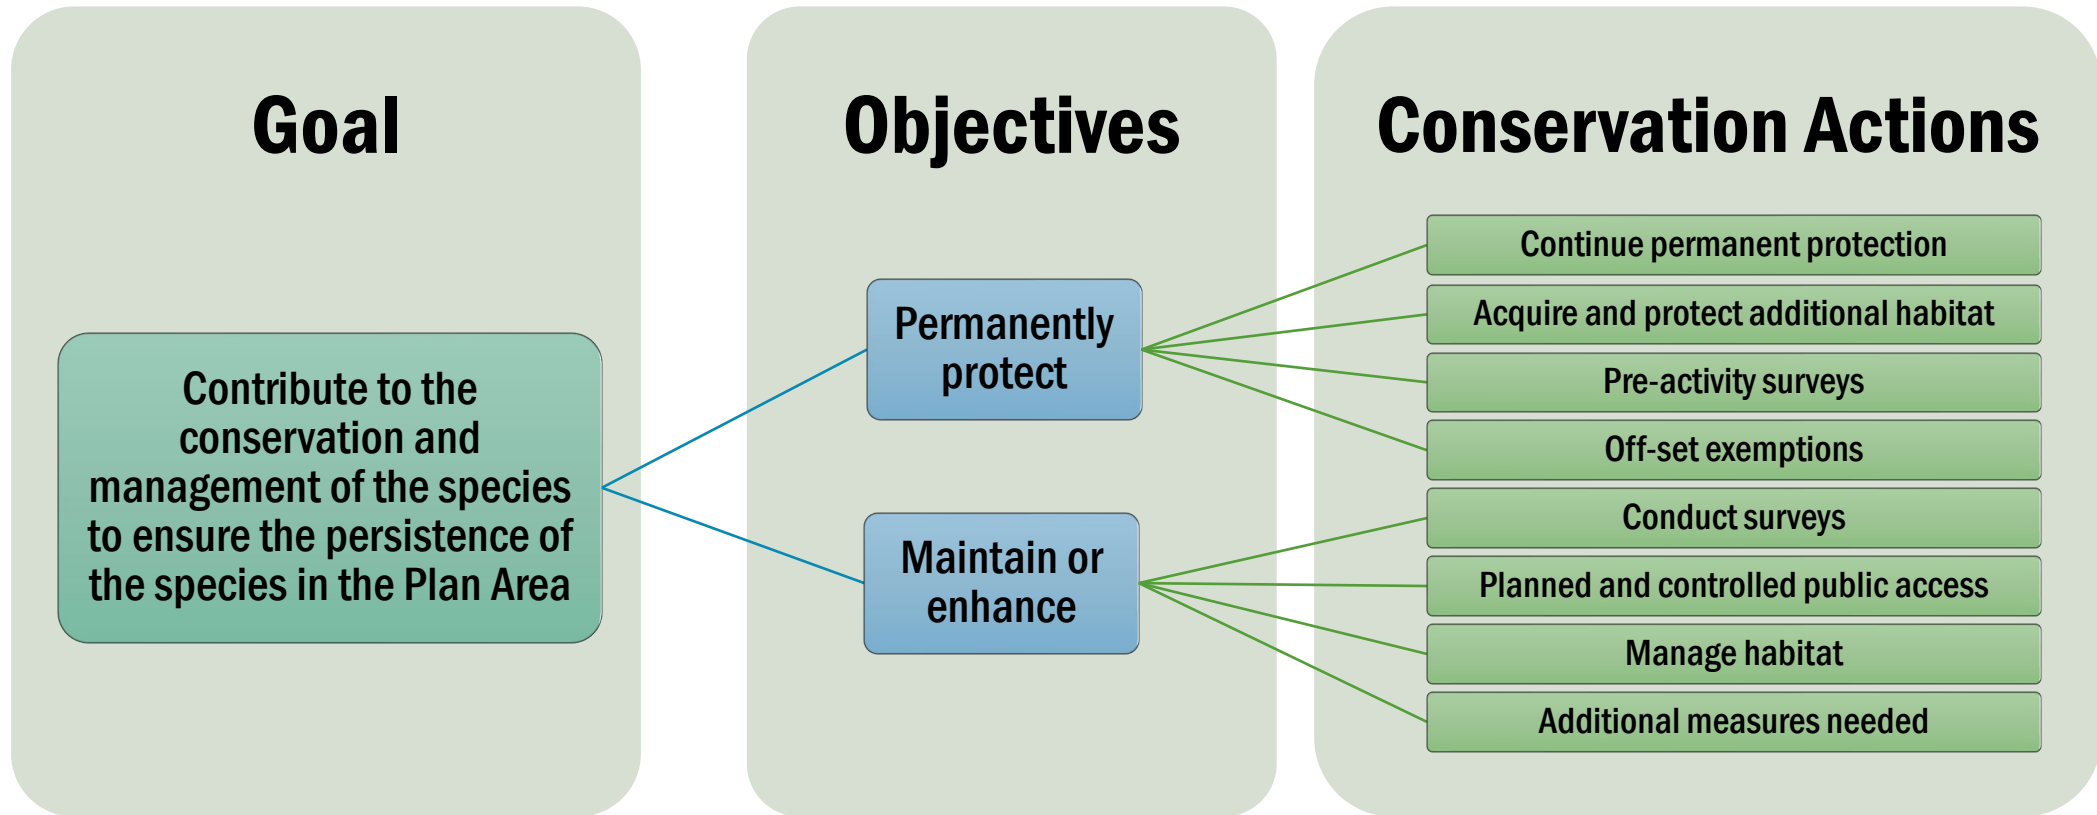 Goal
Contribute to the
conservation and
management of the species
to ensure the persistence of
the species in the Plan Area
Objectives
Permanently
protect
Maintain or
enhance
Conservation Actions
Continue permanent protection
Acquire and protect additional habitat
Pre-activity surveys
Off-set exemptions
Conduct surveys
Planned and controlled public access
Manage habitat
Additional measures needed